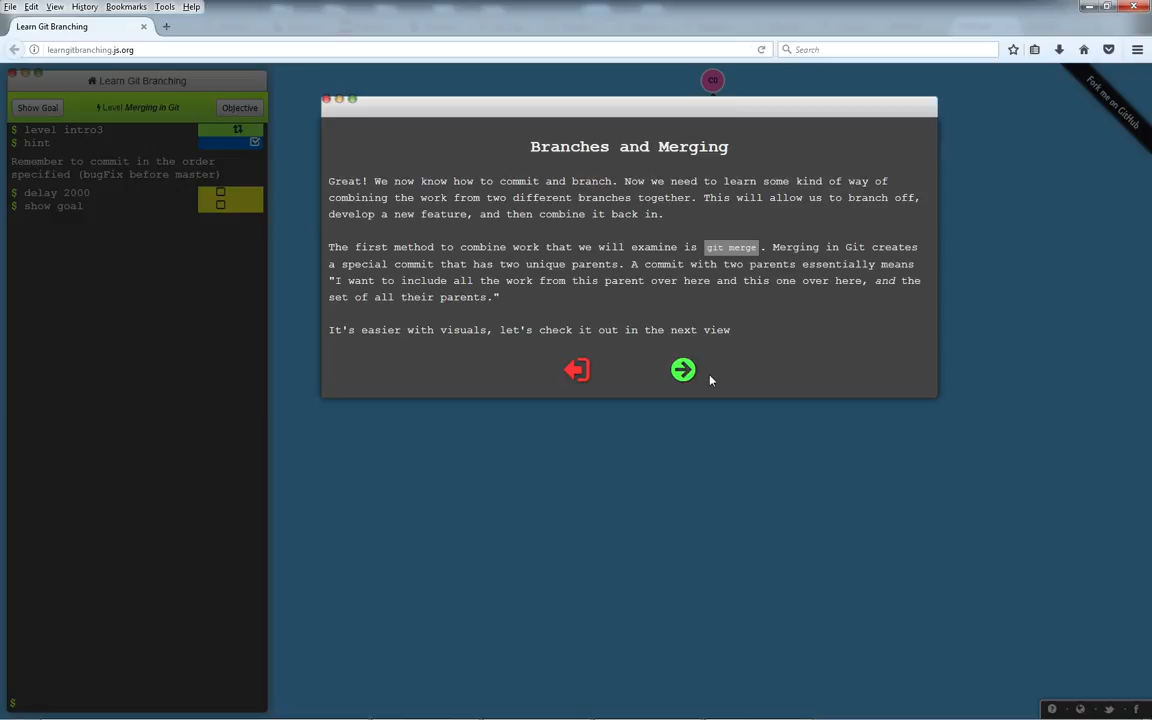 File Edit View History Bookmarks Tools Help
Learn Git Branching
learngitbranching.js.org
Search
Learn Git Branching
Show Goal
Level Merging in Git
Objective
$ level intro3
$ hint
Remember to commit in the order
specified (bugFix before master)
$ delay 2000
$ show goal
$
Fork me on GitHub
Branches and Merging
Great! We now know how to commit and branch. Now we need to learn some kind of way of
combining the work from two different branches together. This will allow us to branch off,
develop a new feature, and then combine it back in.
The first method to combine work that we will examine is git merge. Merging in Git creates
a special commit that has two unique parents. A commit with two parents essentially means
"I want to include all the work from this parent over here and this one over here, and the
set of all their parents."
It's easier with visuals, let's check it out in the next view